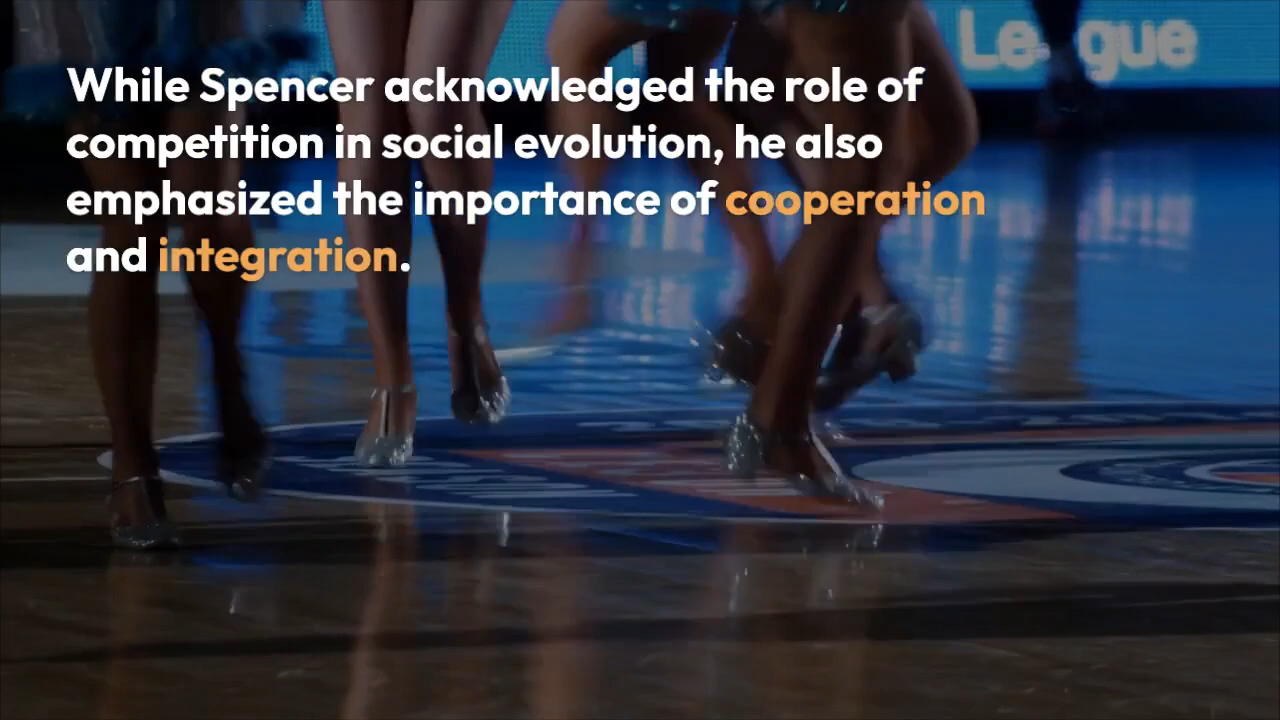 League
While Spencer acknowledged the role of
competition in social evolution, he also
emphasized the importance of cooperation
and integration.